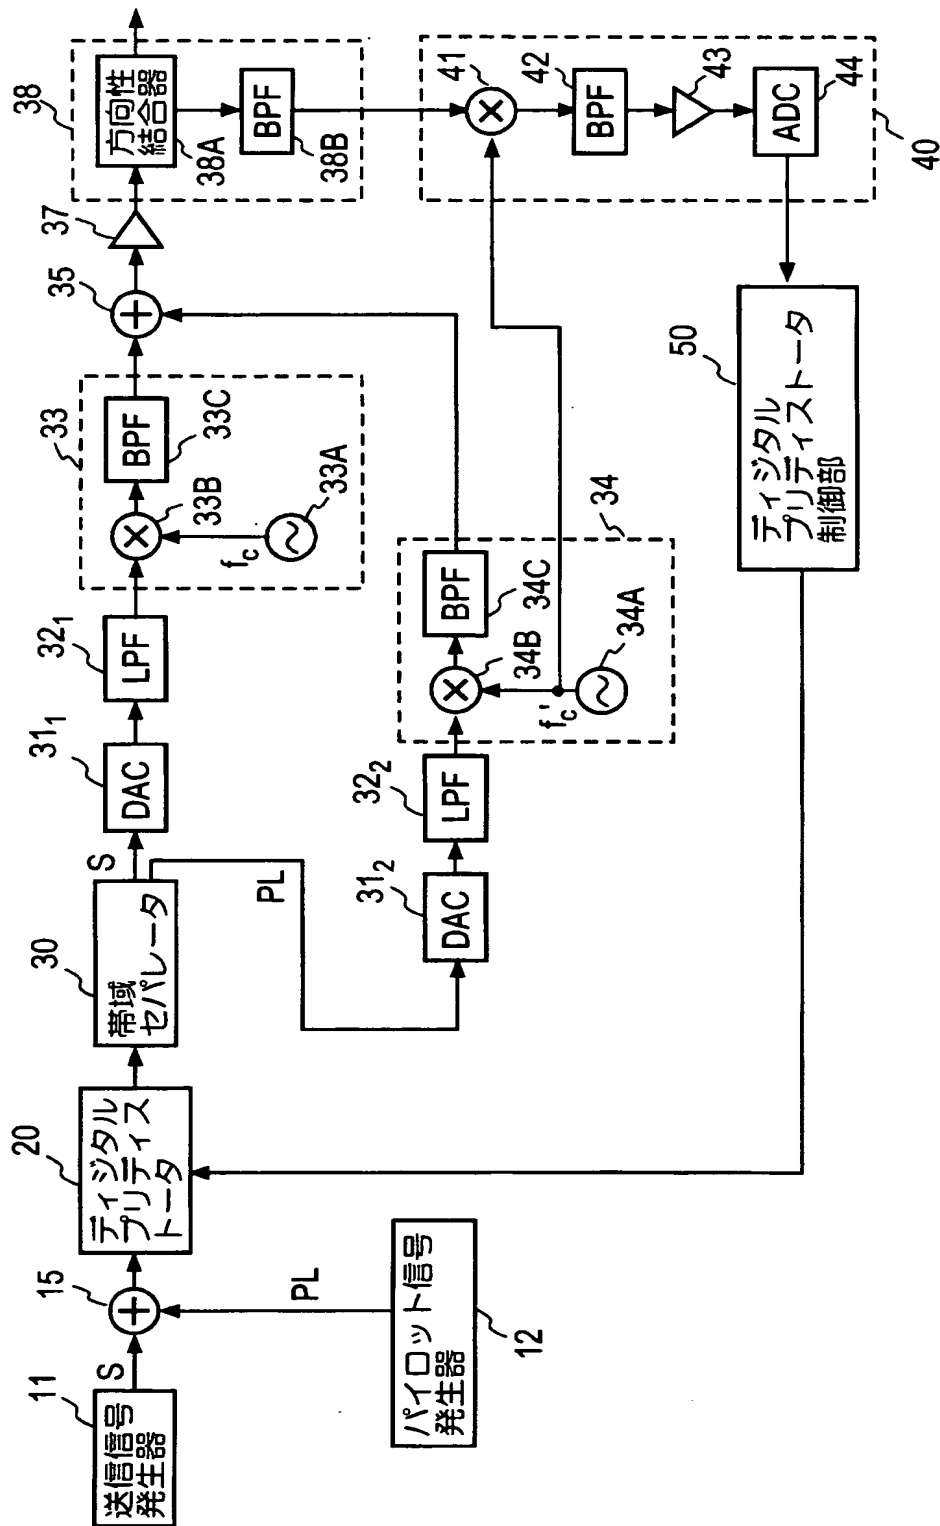 11
送信信号
発生器
S
15
PL
パイロット信号
発生器
12
20
ディジタル
プリディス
トータ
30
帯域
セパレータ
S
PL
31₁
DAC
32₁
LPF
33
33B
BPF
33C
fc
33A
35
37
38
方向性
結合器
38A
BPF
38B
31₂
DAC
32₂
LPF
34
BPF
34C
34B
fc'
34A
41
42
BPF
43
ADC
44
40
50
ディジタル
プリディストータ
制御部